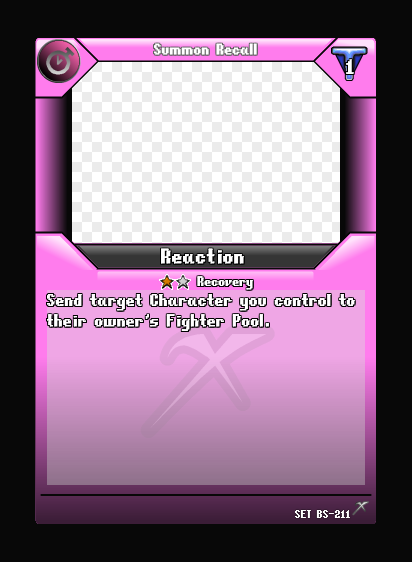 Summon Recall
1
Reaction
Recovery
Send target Character you control to
their owner's Fighter Pool.
SET BS-211